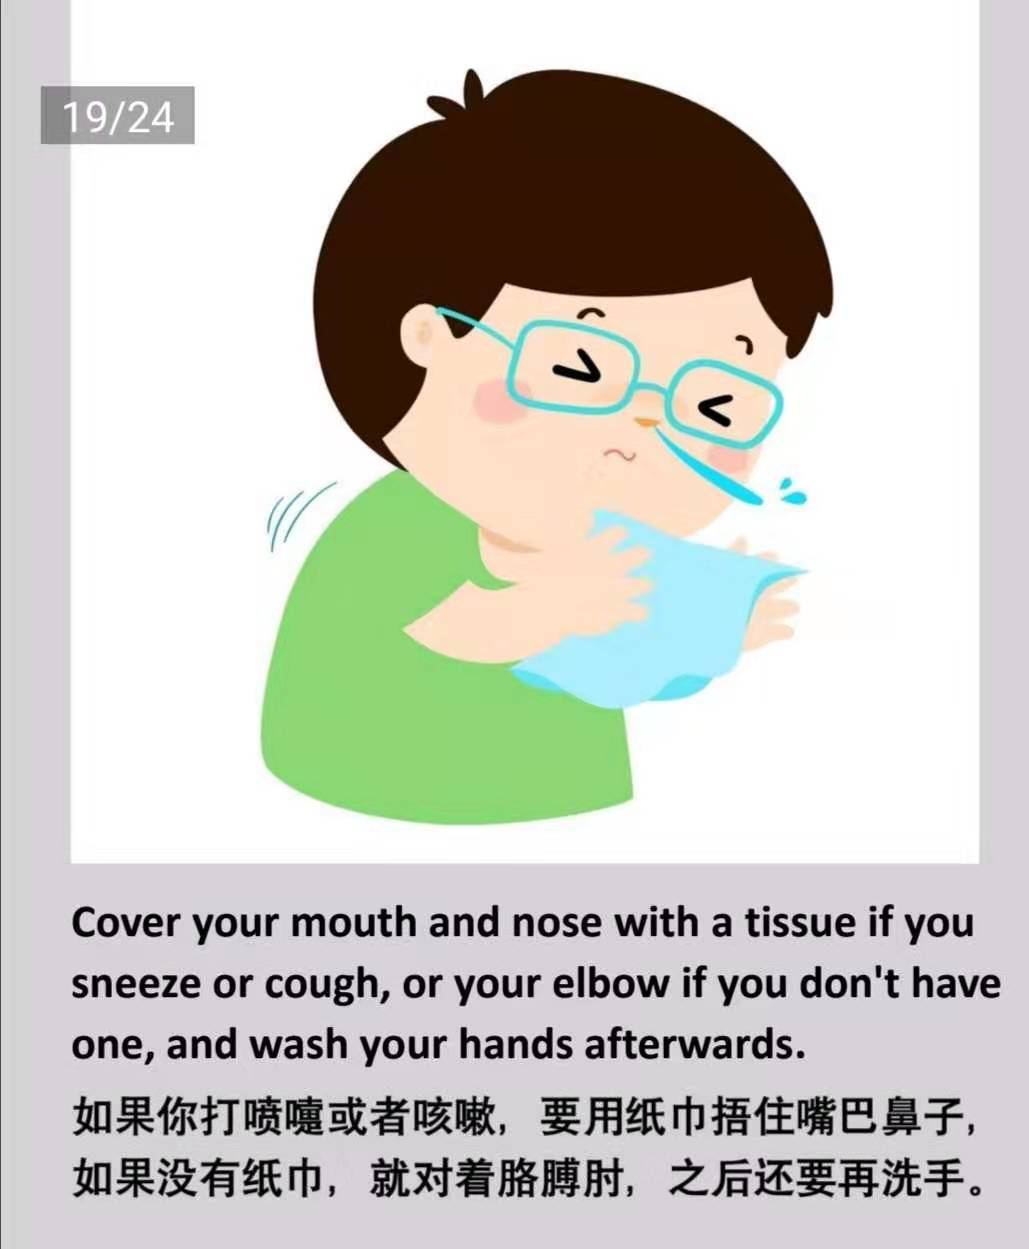 19/24
Cover your mouth and nose with a tissue if you
sneeze or cough, or your elbow if you don't have
one, and wash your hands afterwards.
如果你打喷嚏或者咳嗽，要用纸巾捂住嘴巴鼻子，
如果没有纸巾，就对着胳膊肘，之后还要再洗手。